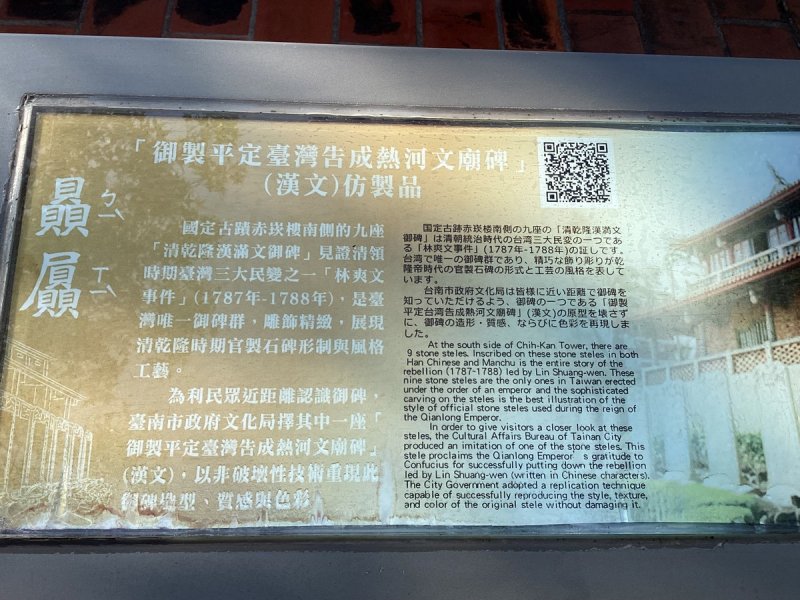 「御製平定臺灣告成熱河文廟碑」
(漢文)仿製品
贔 ㄅㄧˋ
屭 ㄒㄧˋ
國定古蹟赤崁樓南側的九座
「清乾隆漢滿文御碑」見證清領
時期臺灣三大民變之一「林爽文
事件」(1787年-1788年)，是臺
灣唯一御碑群，雕飾精緻，展現
清乾隆時期官製石碑形制與風格
工藝。
為利民眾近距離認識御碑，
臺南市政府文化局擇其中一座「
御製平定臺灣告成熱河文廟碑」
(漢文)，以非破壞性技術重現此
御碑造型、質感與色彩
国定古跡赤崁楼南側の九座の「清乾隆漢満文
御碑」は清朝統治時代の台湾三大民変の一つであ
る「林爽文事件」(1787年-1788年)の証しです。
台湾で唯一の御碑群であり、精巧な飾り彫りが乾
隆帝時代の官製石碑の形式と工芸の風格を表して
います。
台南市政府文化局は皆様に近い距離で御碑を
知っていただけるよう、御碑の一つである「御製
平定台湾告成熱河文廟碑」(漢文)の原型を壊さず
に、御碑の造形・質感、ならびに色彩を再現しま
した。
At the south side of Chih-Kan Tower, there are
9 stone steles. Inscribed on these stone steles in both
Han Chinese and Manchu is the entire story of the
rebellion (1787-1788) led by Lin Shuang-wen. These
nine stone steles are the only ones in Taiwan erected
under the order of an emperor and the sophisticated
carving on the steles is the best illustration of the
style of official stone steles used during the reign of
the Qianlong Emperor.
In order to give visitors a closer look at these
steles, the Cultural Affairs Bureau of Tainan City
produced an imitation of one of the stone steles. This
stele proclaims the Qianlong Emperor s gratitude to
Confucius for successfully putting down the rebellion
led by Lin Shuang-wen (written in Chinese characters).
The City Government adopted a replication technique
capable of successfully reproducing the style, texture,
and color of the original stele without damaging it.